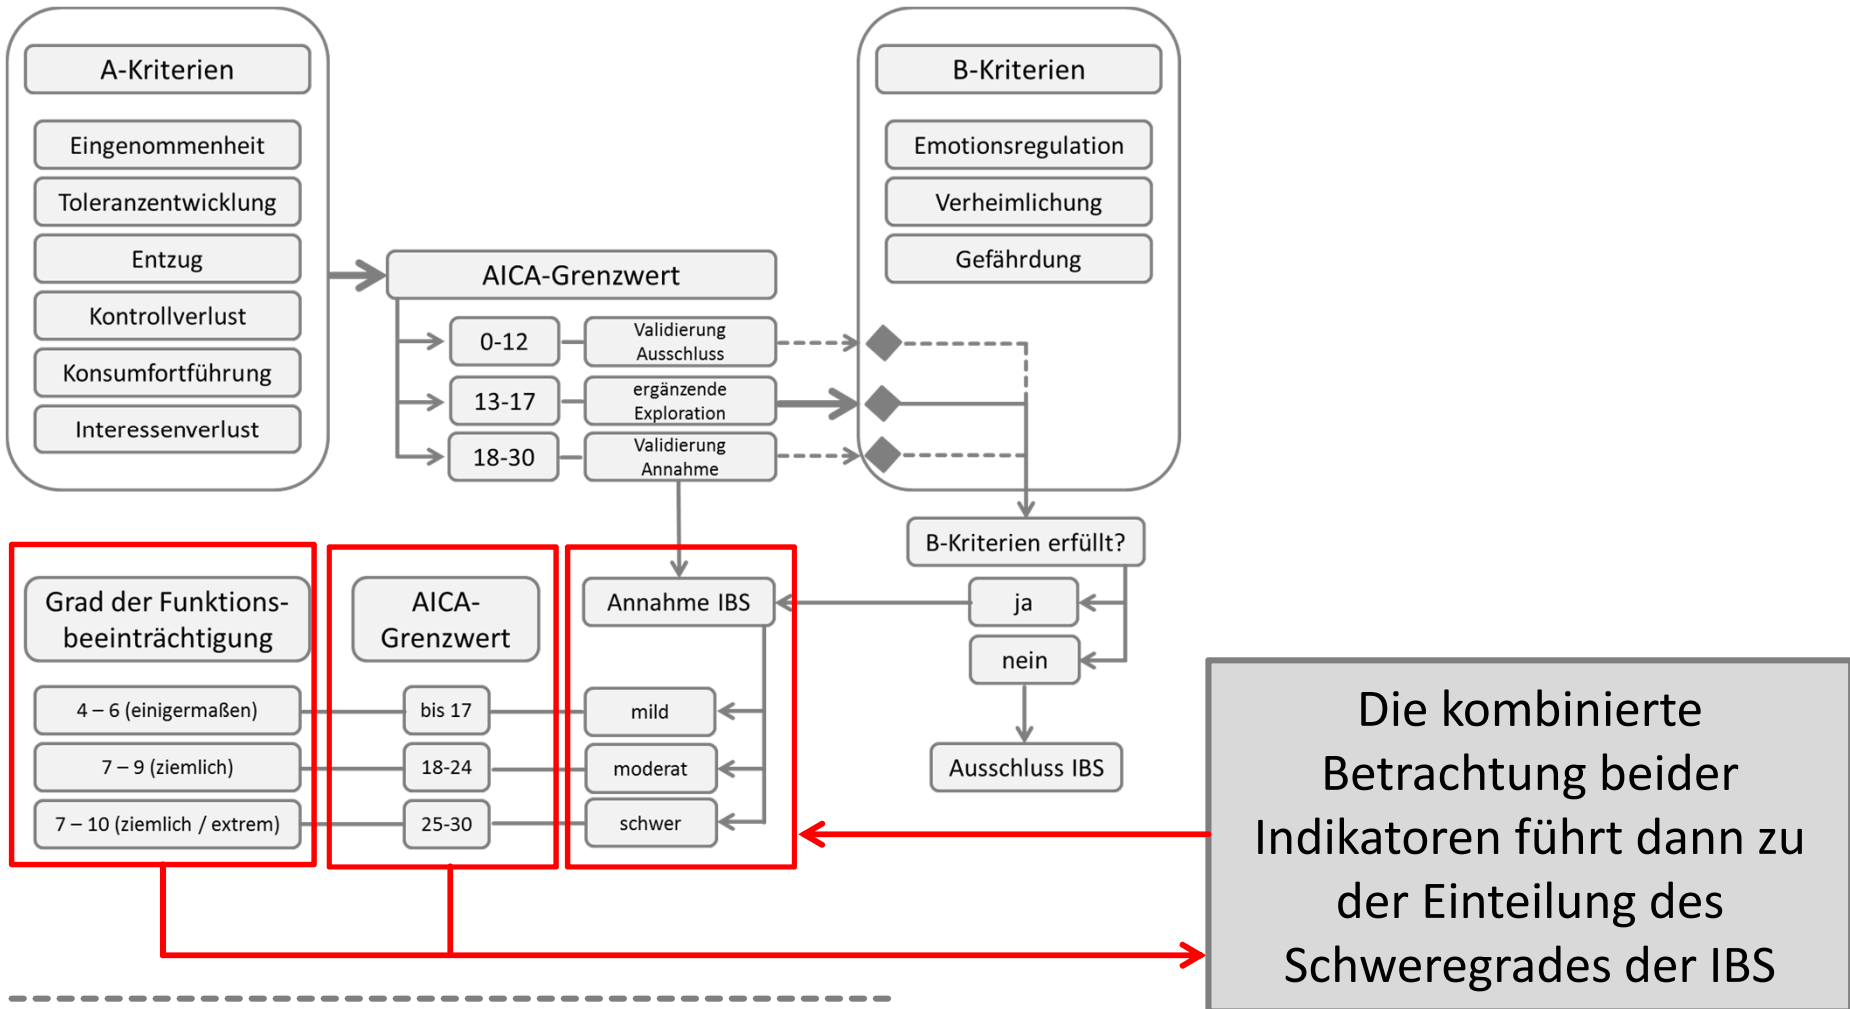 A-Kriterien
Eingenommenheit
Toleranzentwicklung
Entzug
Kontrollverlust
Konsumfortführung
Interessenverlust
AICA-Grenzwert
0-12
Validierung
Ausschluss
13-17
ergänzende
Exploration
18-30
Validierung
Annahme
B-Kriterien
Emotionsregulation
Verheimlichung
Gefährdung
B-Kriterien erfüllt?
ja
nein
Ausschluss IBS
Grad der Funktions-
beeinträchtigung
AICA-
Grenzwert
Annahme IBS
4 – 6 (einigermaßen)
bis 17
mild
7 – 9 (ziemlich)
18-24
moderat
7 – 10 (ziemlich / extrem)
25-30
schwer
Die kombinierte
Betrachtung beider
Indikatoren führt dann zu
der Einteilung des
Schweregrades der IBS